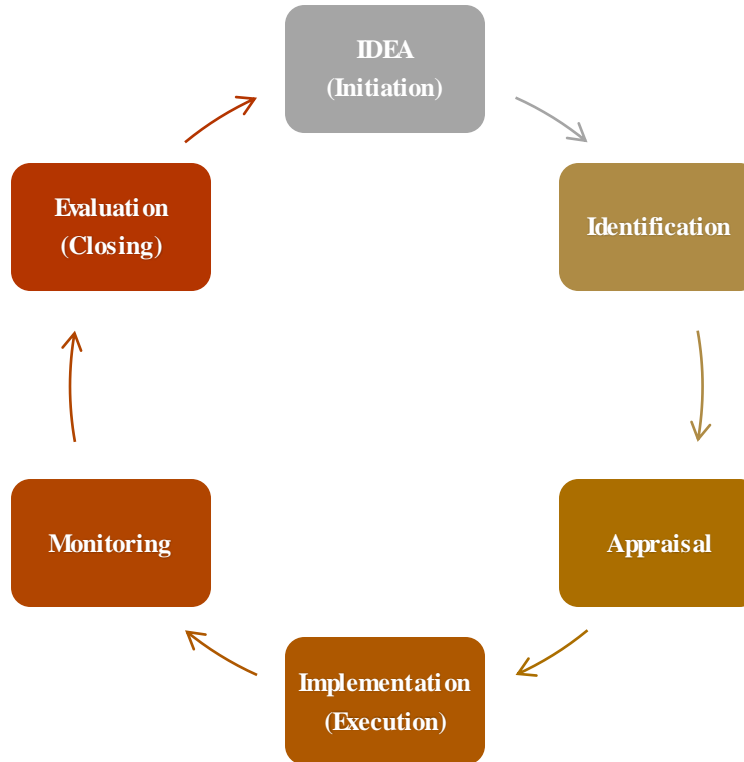 IDEA
(Initiation)
Identification
Appraisal
Implementation
(Execution)
Monitoring
Evaluation
(Closing)